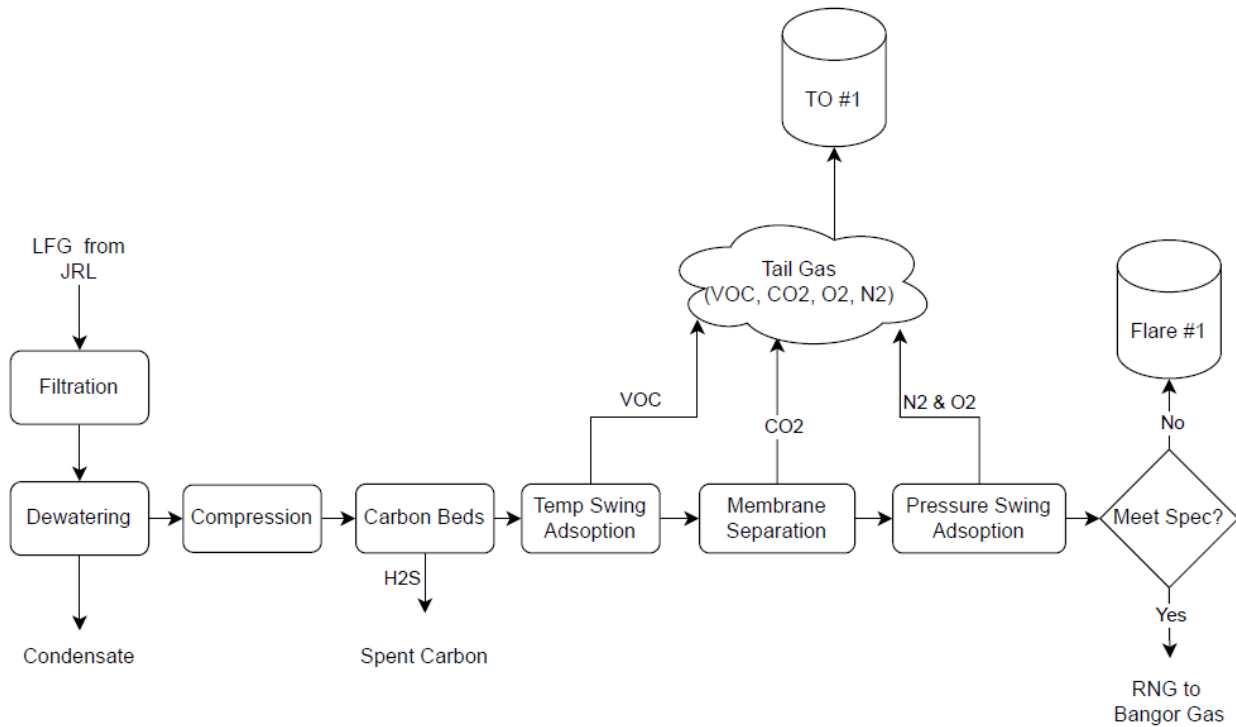 TO #1
LFG from
JRL
Tail Gas
(VOC, CO2, O2, N2)
Flare #1
Filtration
VOC
CO2
N2 & O2
No
Dewatering
Compression
Carbon Beds
Temp Swing
Adsoption
Membrane
Separation
Pressure Swing
Adsoption
Meet Spec?
H2S
Yes
Condensate
Spent Carbon
RNG to
Bangor Gas